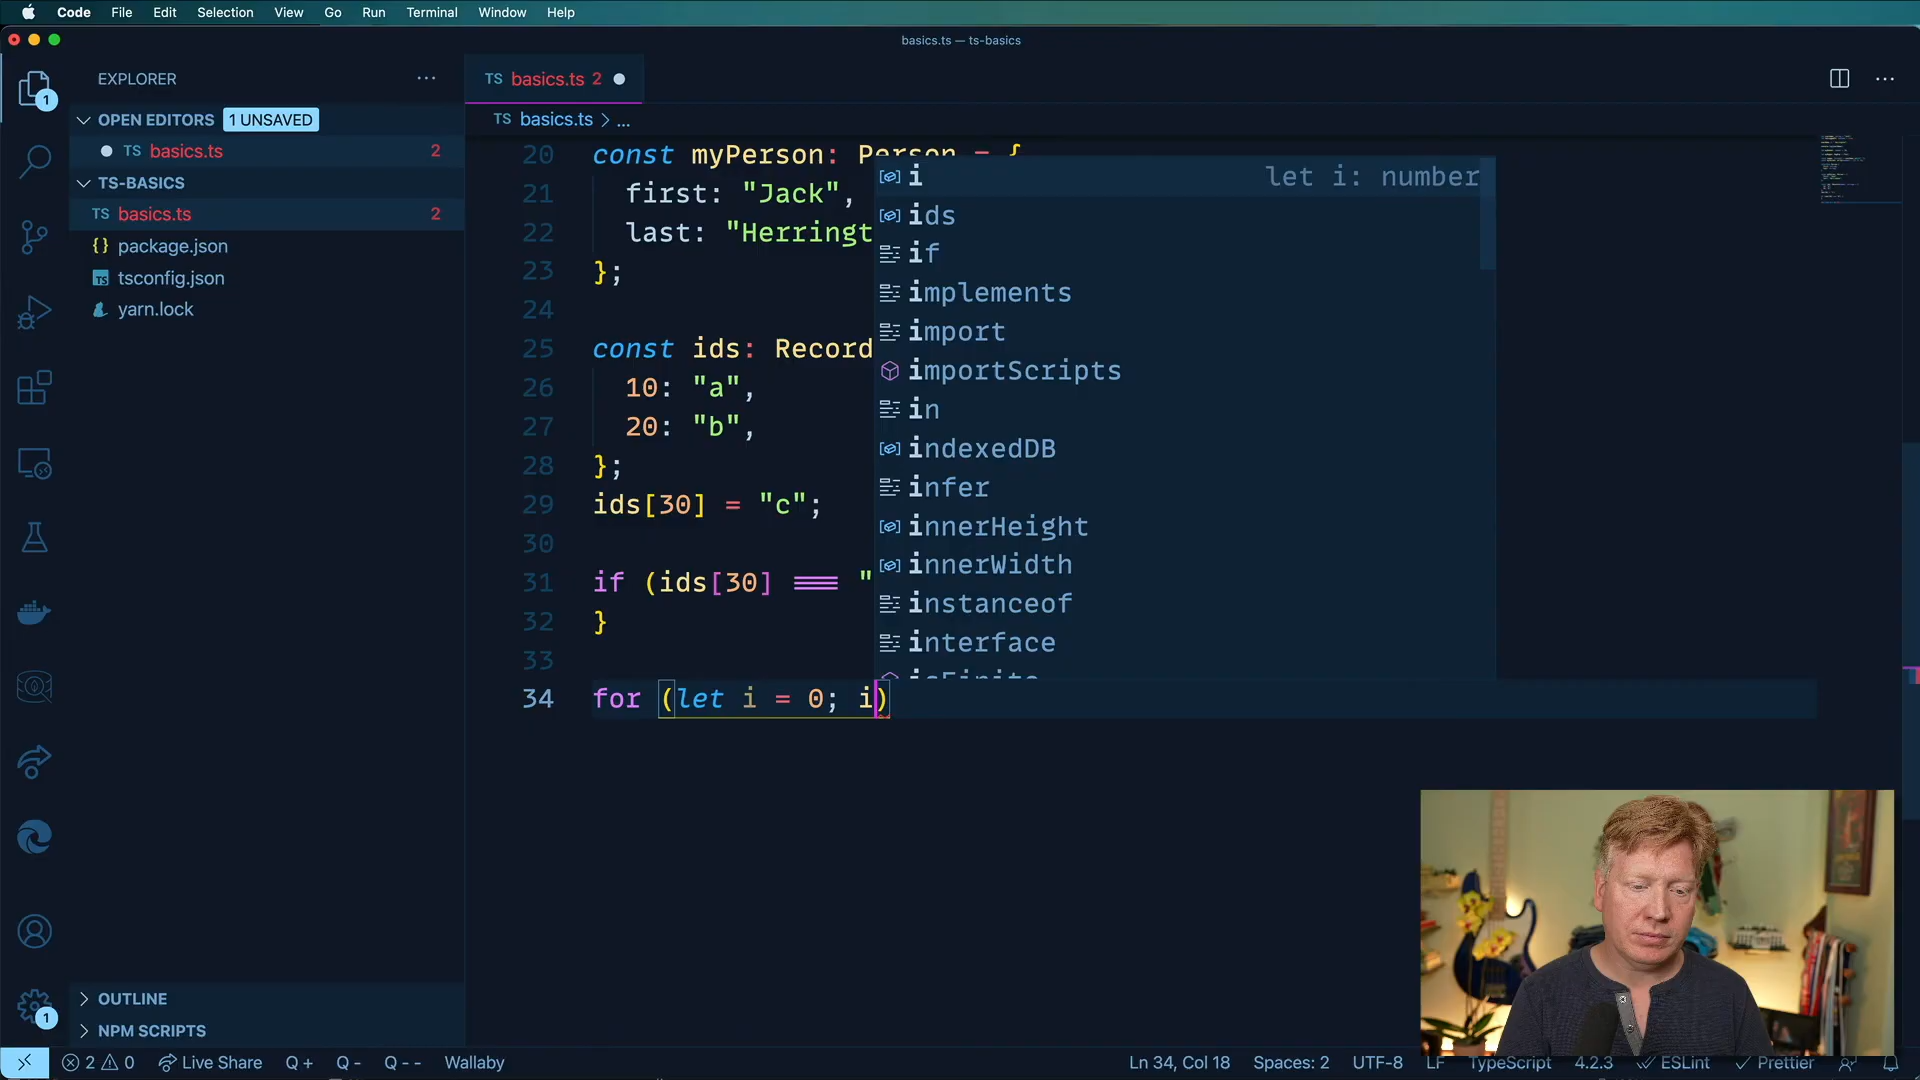 Code File Edit Selection View Go Run Terminal Window Help
basics.ts — ts-basics
EXPLORER
OPEN EDITORS 1 UNSAVED
TS basics.ts 2
TS-BASICS
TS basics.ts 2
{} package.json
TS tsconfig.json
yarn.lock
OUTLINE
NPM SCRIPTS
1
1
TS basics.ts 2
TS basics.ts > ...
20 const myPerson: Person = {
21 first: "Jack",
22 last: "Herringt
23 };
24
25 const ids: Record
26 10: "a",
27 20: "b",
28 };
29 ids[30] = "c";
30
31 if (ids[30] === "
32 }
33
34 for (let i = 0; i)
i let i: number
ids
if
implements
import
importScripts
in
indexedDB
infer
innerHeight
innerWidth
instanceof
interface
isFinite
2 0 Live Share Q + Q - Q - - Wallaby Ln 34, Col 18 Spaces: 2 UTF-8 LF TypeScript 4.2.3 ESLint Prettier